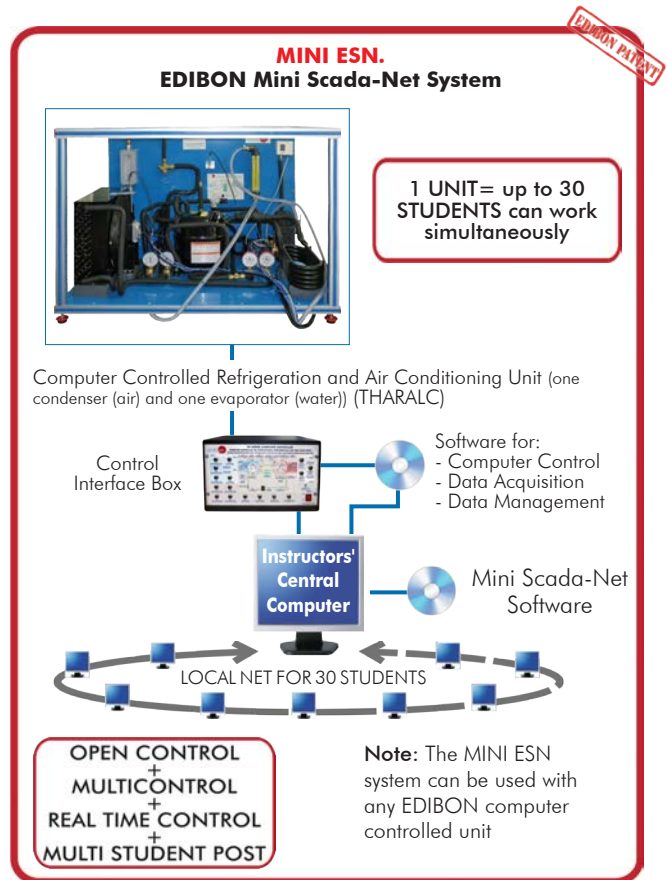 EDIBON PATENT
MINI ESN.
EDIBON Mini Scada-Net System
1 UNIT= up to 30
STUDENTS can work
simultaneously
Computer Controlled Refrigeration and Air Conditioning Unit (one
condenser (air) and one evaporator (water)) (THARALC)
Control
Interface Box
Software for:
- Computer Control
- Data Acquisition
- Data Management
Instructors'
Central
Computer
Mini Scada-Net
Software
LOCAL NET FOR 30 STUDENTS
OPEN CONTROL
+
MULTICONTROL
+
REAL TIME CONTROL
+
MULTI STUDENT POST
Note: The MINI ESN
system can be used with
any EDIBON computer
controlled unit